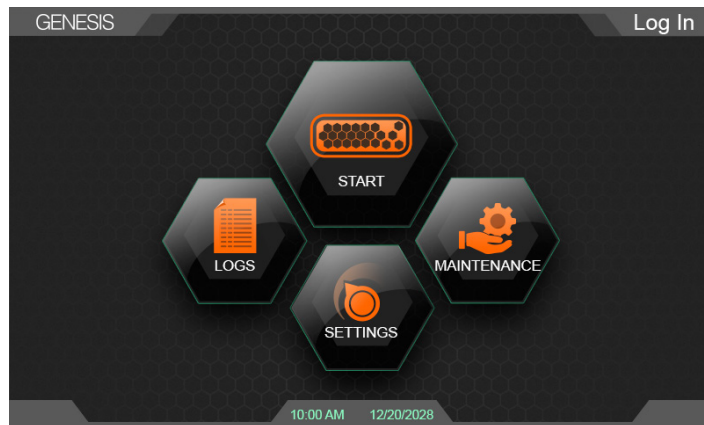 GENESIS
Log In
START
LOGS
MAINTENANCE
SETTINGS
10:00 AM 12/20/2028